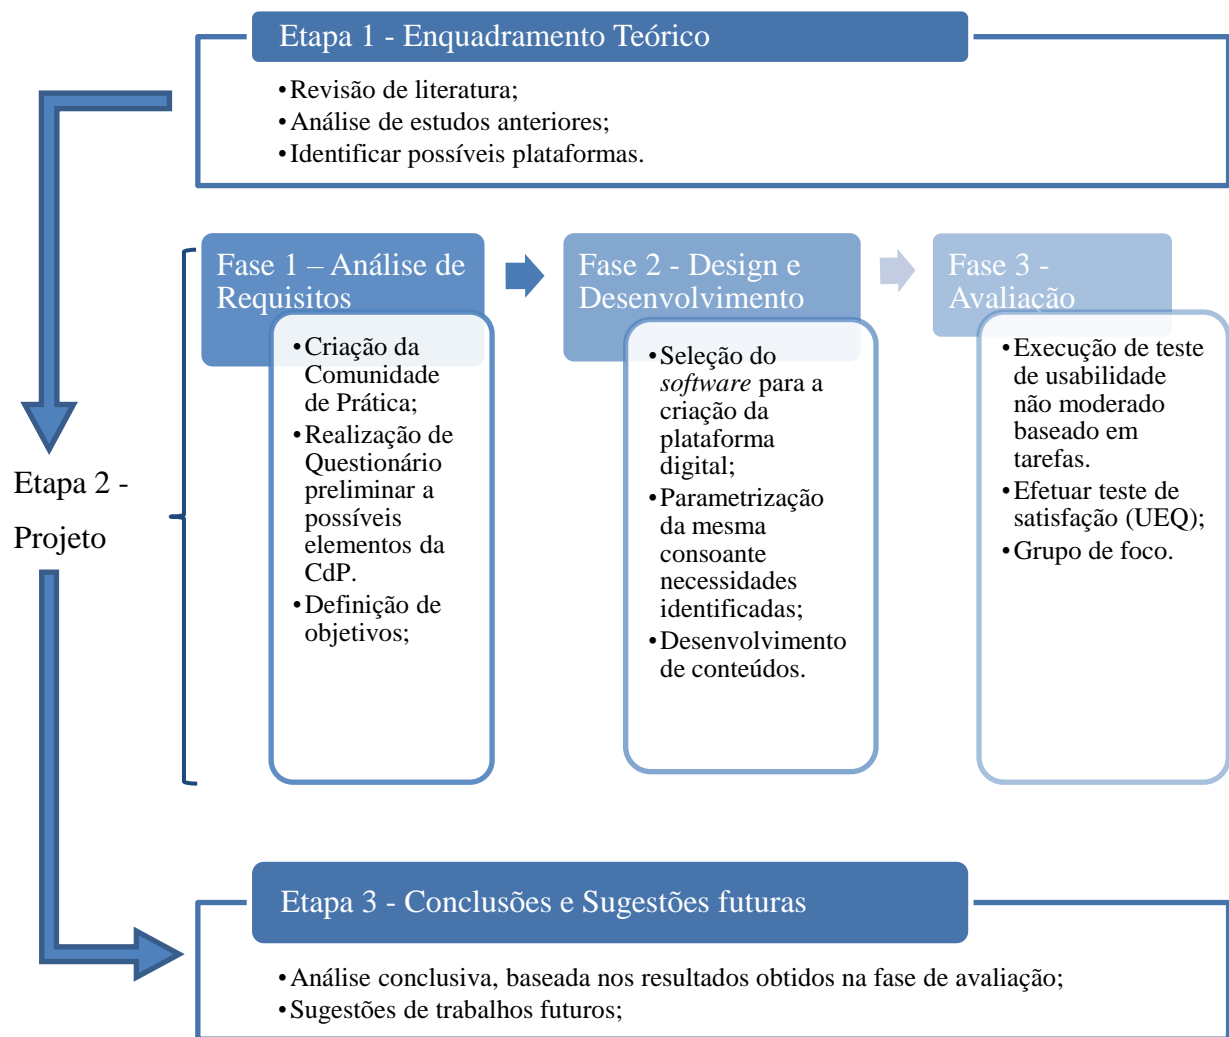 Etapa 1 - Enquadramento Teórico
•Revisão de literatura;
•Análise de estudos anteriores;
•Identificar possíveis plataformas.
Etapa 2 -
Projeto
Fase 1 – Análise de
Requisitos
•Criação da
Comunidade
de Prática;
•Realização de
Questionário
preliminar a
possíveis
elementos da
CdP.
•Definição de
objetivos;
Fase 2 - Design e
Desenvolvimento
•Seleção do
software para a
criação da
plataforma
digital;
•Parametrização
da mesma
consoante
necessidades
identificadas;
•Desenvolvimento
de conteúdos.
Fase 3 -
Avaliação
•Execução de teste
de usabilidade
não moderado
baseado em
tarefas.
•Efetuar teste de
satisfação (UEQ);
•Grupo de foco.
Etapa 3 - Conclusões e Sugestões futuras
•Análise conclusiva, baseada nos resultados obtidos na fase de avaliação;
•Sugestões de trabalhos futuros;